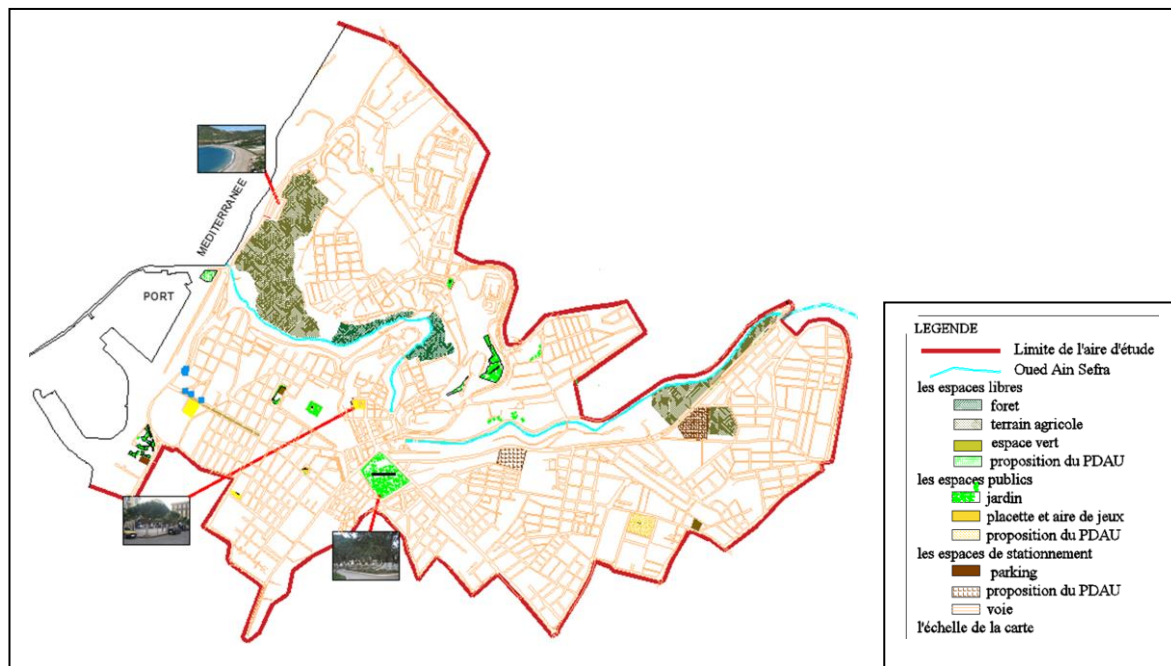 MEDITERRANEE
PORT
LEGENDE
Limite de l'aire d'étude
Oued Ain Sefra
les espaces libres
foret
terrain agricole
espace vert
proposition du PDAU
les espaces publics
jardin
placette et aire de jeux
proposition du PDAU
les espaces de stationnement
parking
proposition du PDAU
voie
l'échelle de la carte